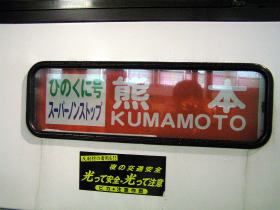 ひのくに号
スーパーノンストップ
熊本
KUMAMOTO
夜の交通安全
光って安全・光って注意